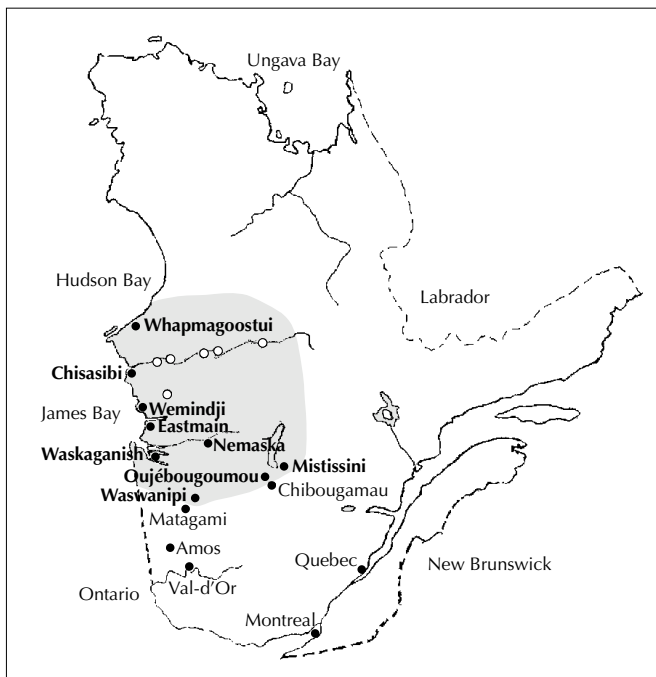 Ungava Bay
Hudson Bay
Labrador
Whapmagoostui
Chisasibi
James Bay
Wemindji
Eastmain
Nemaska
Waskaganish
Mistissini
Oujébougoumou
Chibougamau
Waswanipi
Matagami
Amos
Quebec
New Brunswick
Val-d'Or
Ontario
Montreal